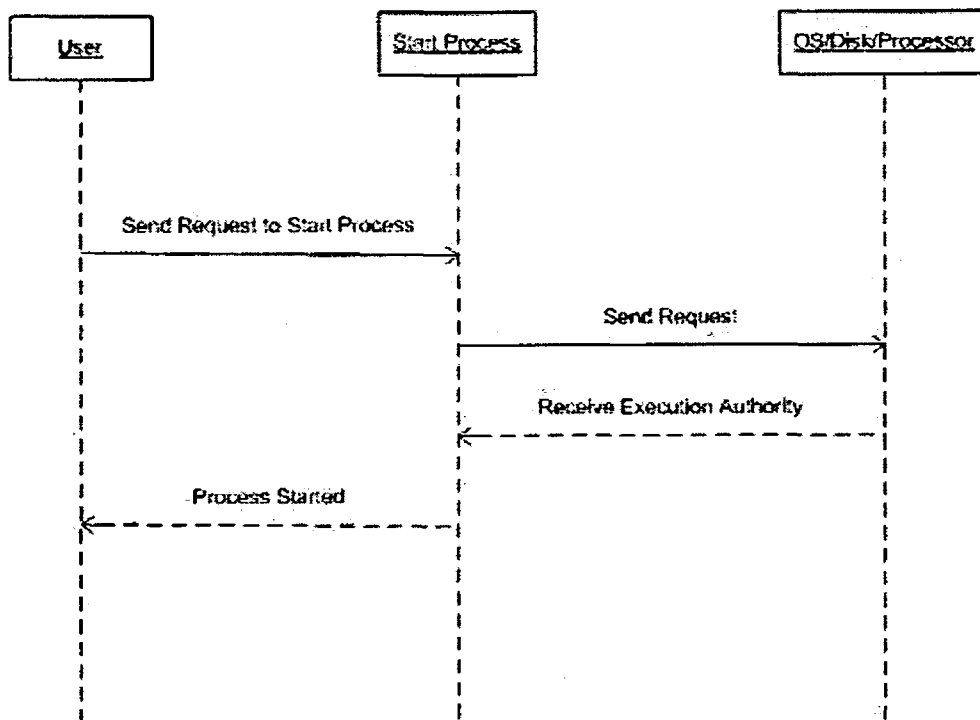 User
Start Process
OS/Disk/Processor
Send Request to Start Process
Send Request
Receive Execution Authority
Process Started